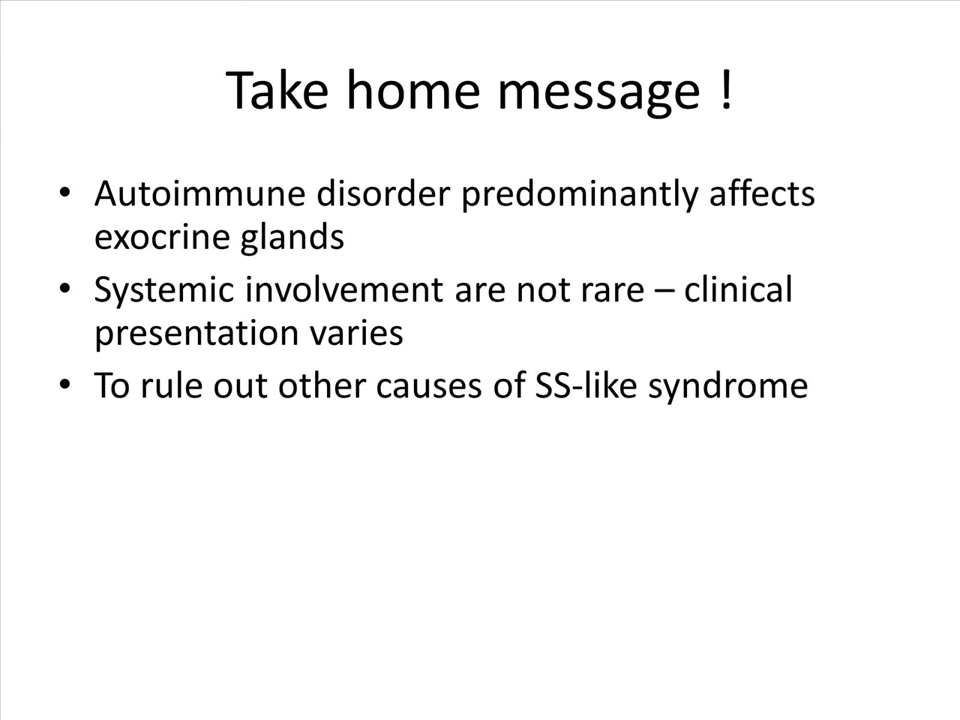 Take home message !
• Autoimmune disorder predominantly affects
exocrine glands
• Systemic involvement are not rare – clinical
presentation varies
• To rule out other causes of SS-like syndrome